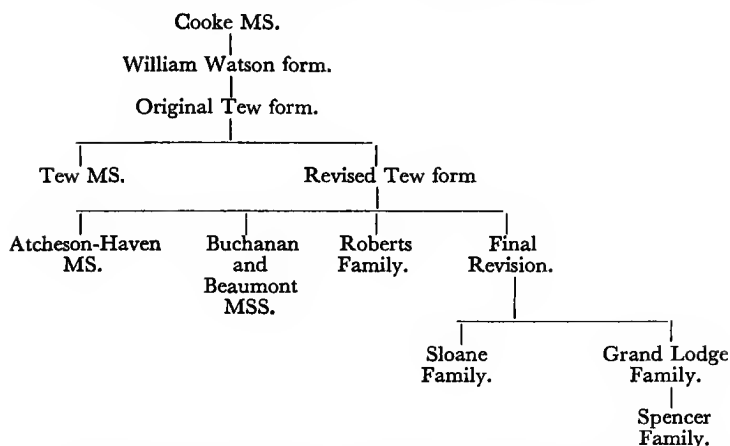 Cooke MS.
William Watson form.
Original Tew form.
Tew MS.
Revised Tew form
Atcheson-Haven
MS.
Buchanan
and
Beaumont
MSS.
Roberts
Family.
Final
Revision.
Sloane
Family.
Grand Lodge
Family.
Spencer
Family.